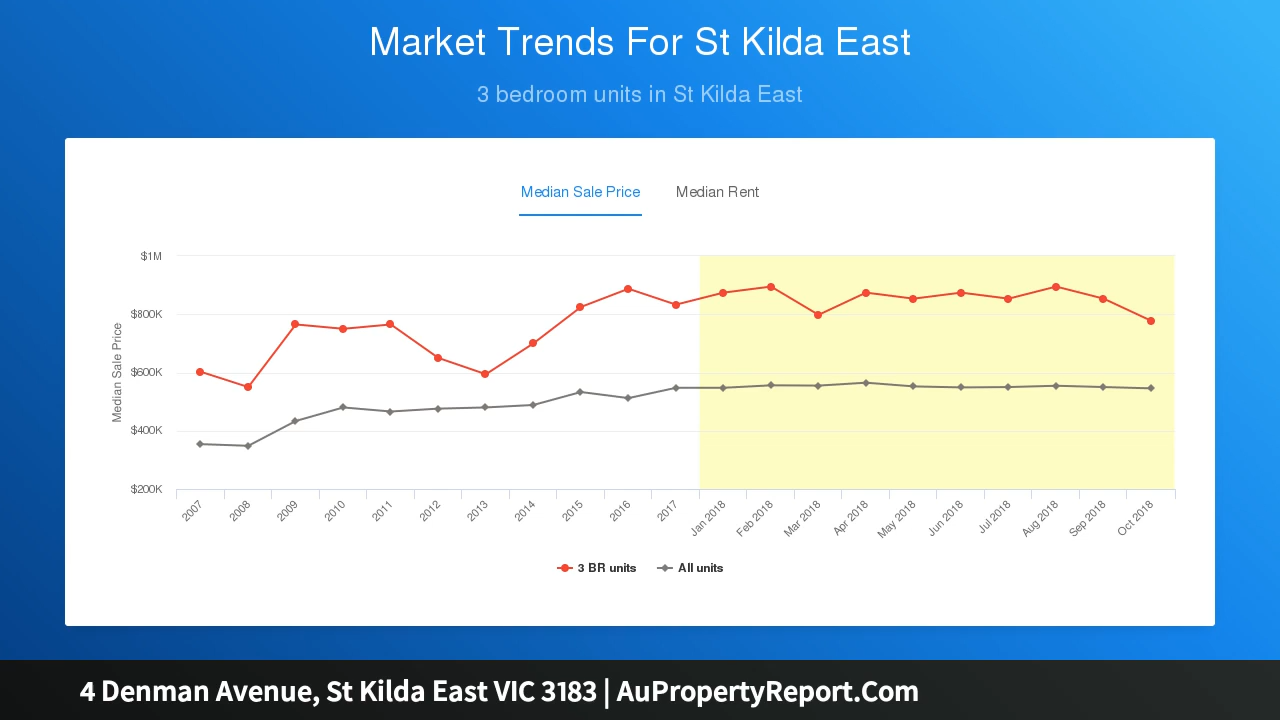 Market Trends For St Kilda East
3 bedroom units in St Kilda East
Median Sale Price
Median Rent
$1M
$800K
$600K
$400K
$200K
Median Sale Price
2007
2008
2009
2010
2011
2012
2013
2014
2015
2016
2017
Jan 2018
Feb 2018
Mar 2018
Apr 2018
May 2018
Jun 2018
Jul 2018
Aug 2018
Sep 2018
Oct 2018
3 BR units
All units
4 Denman Avenue, St Kilda East VIC 3183 | AuPropertyReport.Com